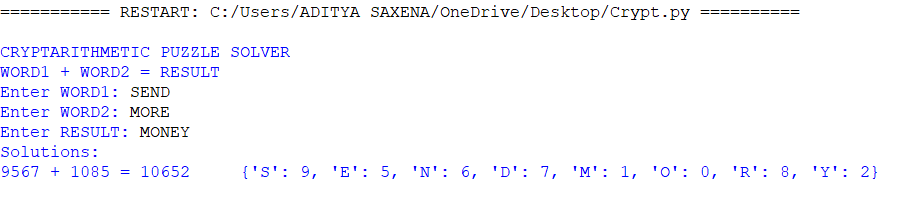 =========== RESTART: C:/Users/ADITYA SAXENA/OneDrive/Desktop/Crypt.py ==========
CRYPTARITHMETIC PUZZLE SOLVER
WORD1 + WORD2 = RESULT
Enter WORD1: SEND
Enter WORD2: MORE
Enter RESULT: MONEY
Solutions:
9567 + 1085 = 10652     {'S': 9, 'E': 5, 'N': 6, 'D': 7, 'M': 1, 'O': 0, 'R': 8, 'Y': 2}